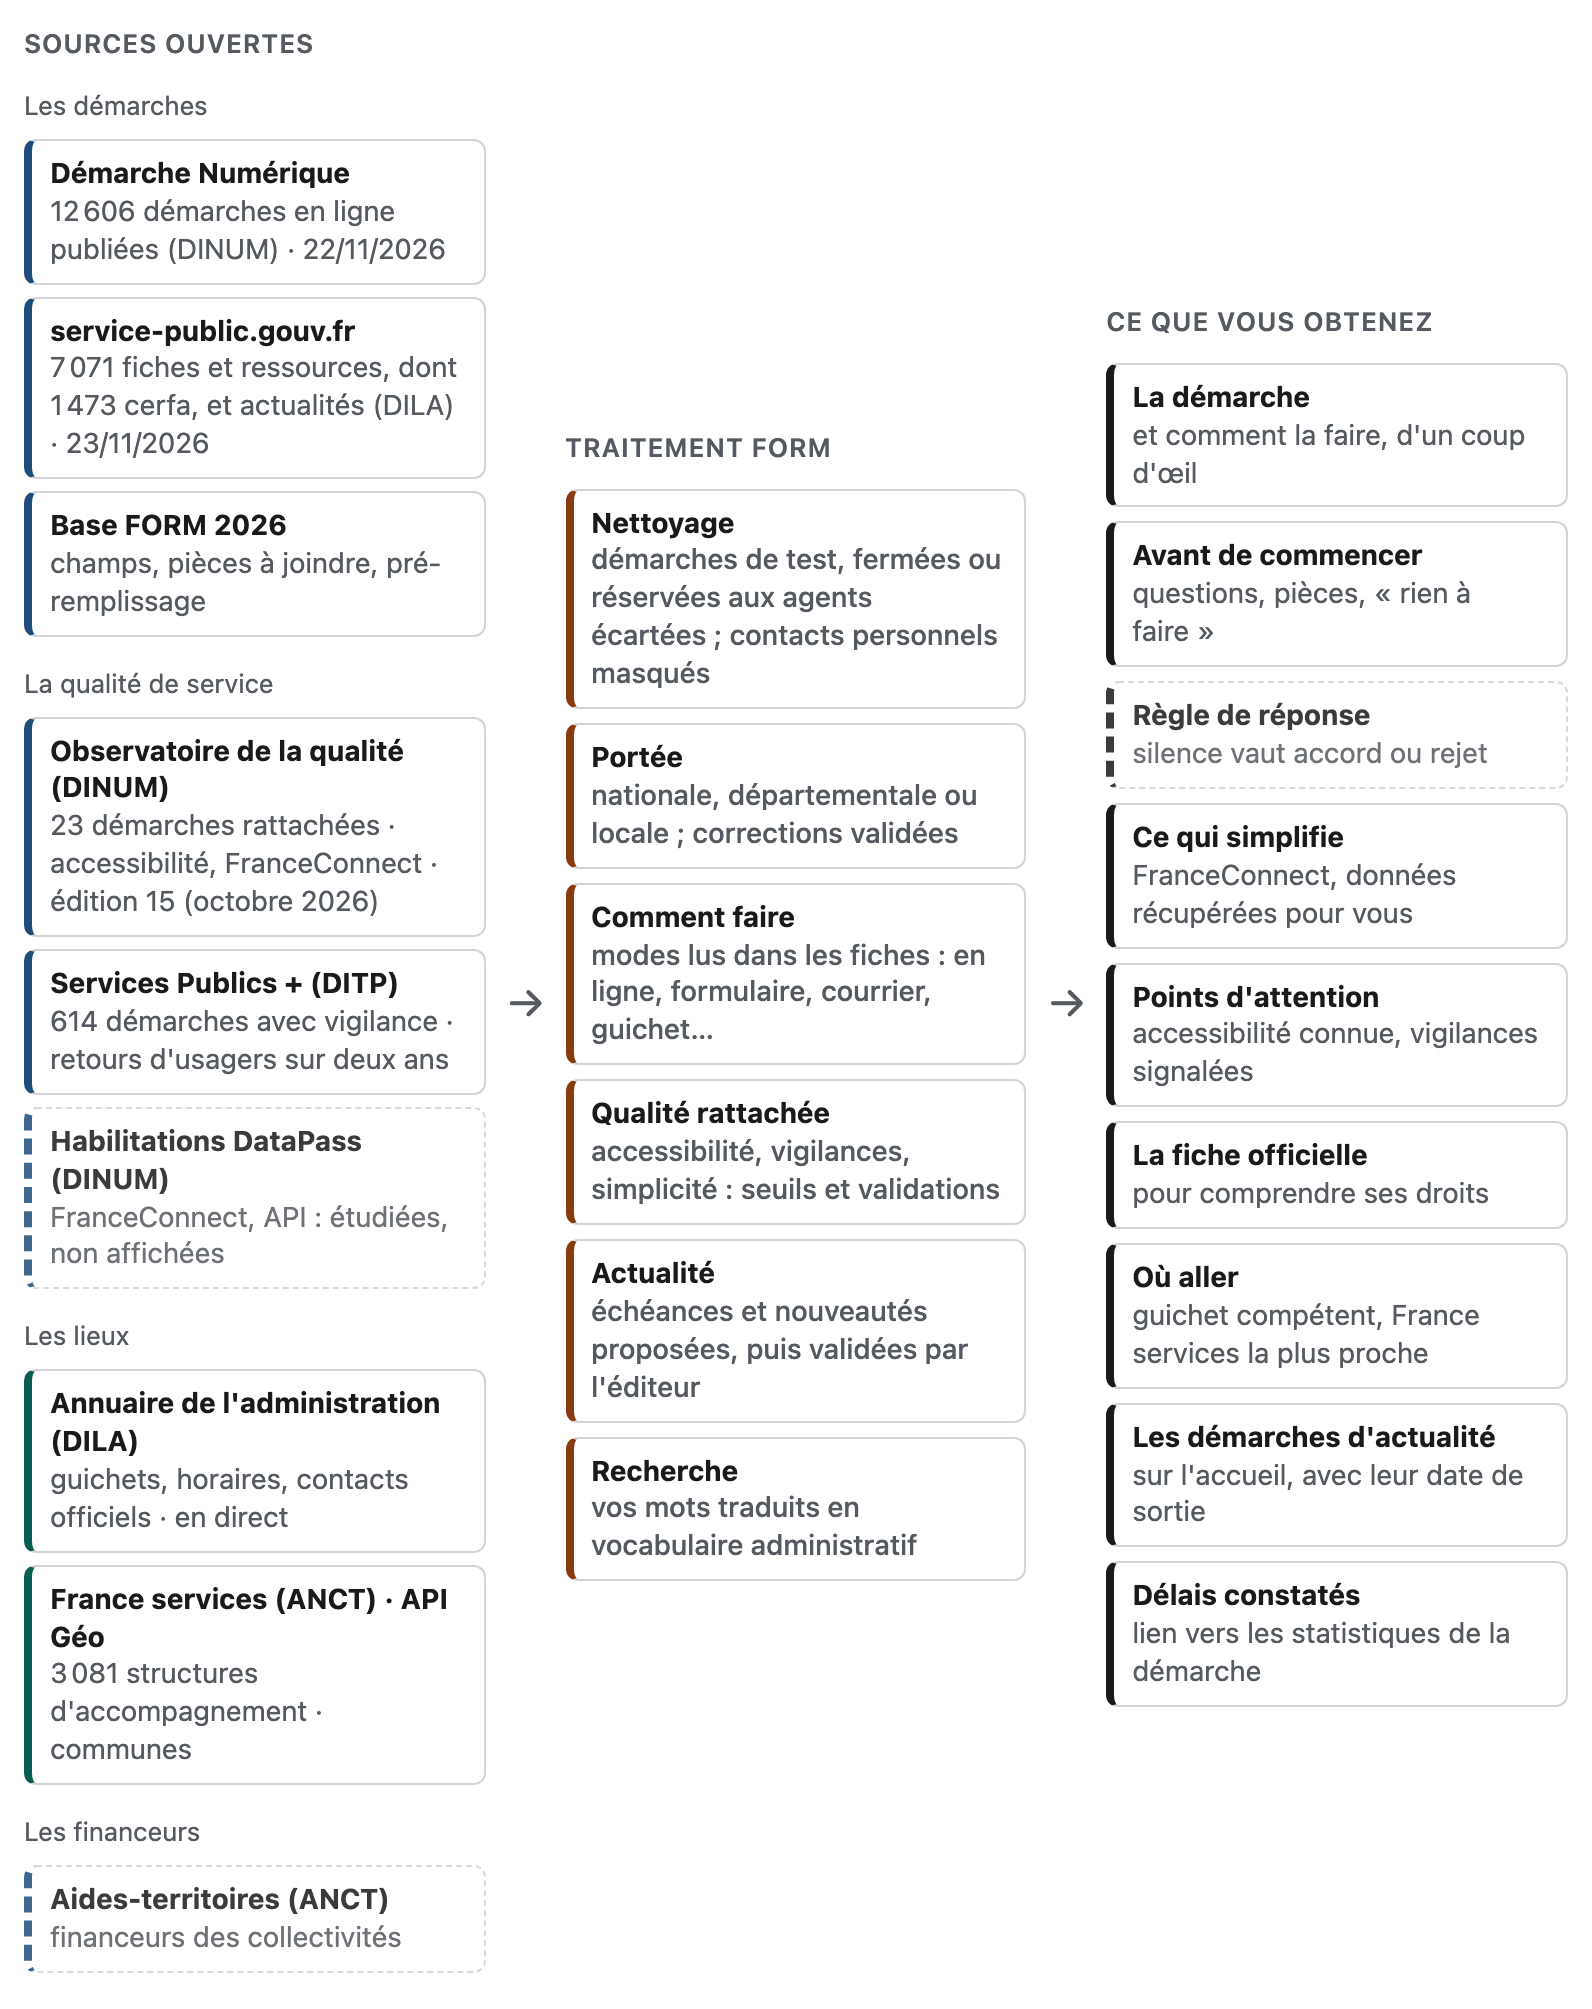 SOURCES OUVERTES
Les démarches
Démarche Numérique
12 606 démarches en ligne
publiées (DINUM) · 22/11/2026
service-public.gouv.fr
7 071 fiches et ressources, dont
1 473 cerfa, et actualités (DILA)
· 23/11/2026
Base FORM 2026
champs, pièces à joindre, pré-
remplissage
La qualité de service
Observatoire de la qualité
(DINUM)
23 démarches rattachées ·
accessibilité, FranceConnect ·
édition 15 (octobre 2026)
Services Publics + (DITP)
614 démarches avec vigilance ·
retours d'usagers sur deux ans
Habilitations DataPass
(DINUM)
FranceConnect, API : étudiées,
non affichées
Les lieux
Annuaire de l'administration
(DILA)
guichets, horaires, contacts
officiels · en direct
France services (ANCT) · API
Géo
3 081 structures
d'accompagnement ·
communes
Les financeurs
Aides-territoires (ANCT)
financeurs des collectivités
→
TRAITEMENT FORM
Nettoyage
démarches de test, fermées ou
réservées aux agents
écartées ; contacts personnels
masqués
Portée
nationale, départementale ou
locale ; corrections validées
Comment faire
modes lus dans les fiches : en
ligne, formulaire, courrier,
guichet...
Qualité rattachée
accessibilité, vigilances,
simplicité : seuils et validations
Actualité
échéances et nouveautés
proposées, puis validées par
l'éditeur
Recherche
vos mots traduits en
vocabulaire administratif
→
CE QUE VOUS OBTENEZ
La démarche
et comment la faire, d'un coup
d'œil
Avant de commencer
questions, pièces, « rien à
faire »
Règle de réponse
silence vaut accord ou rejet
Ce qui simplifie
FranceConnect, données
récupérées pour vous
Points d'attention
accessibilité connue, vigilances
signalées
La fiche officielle
pour comprendre ses droits
Où aller
guichet compétent, France
services la plus proche
Les démarches d'actualité
sur l'accueil, avec leur date de
sortie
Délais constatés
lien vers les statistiques de la
démarche